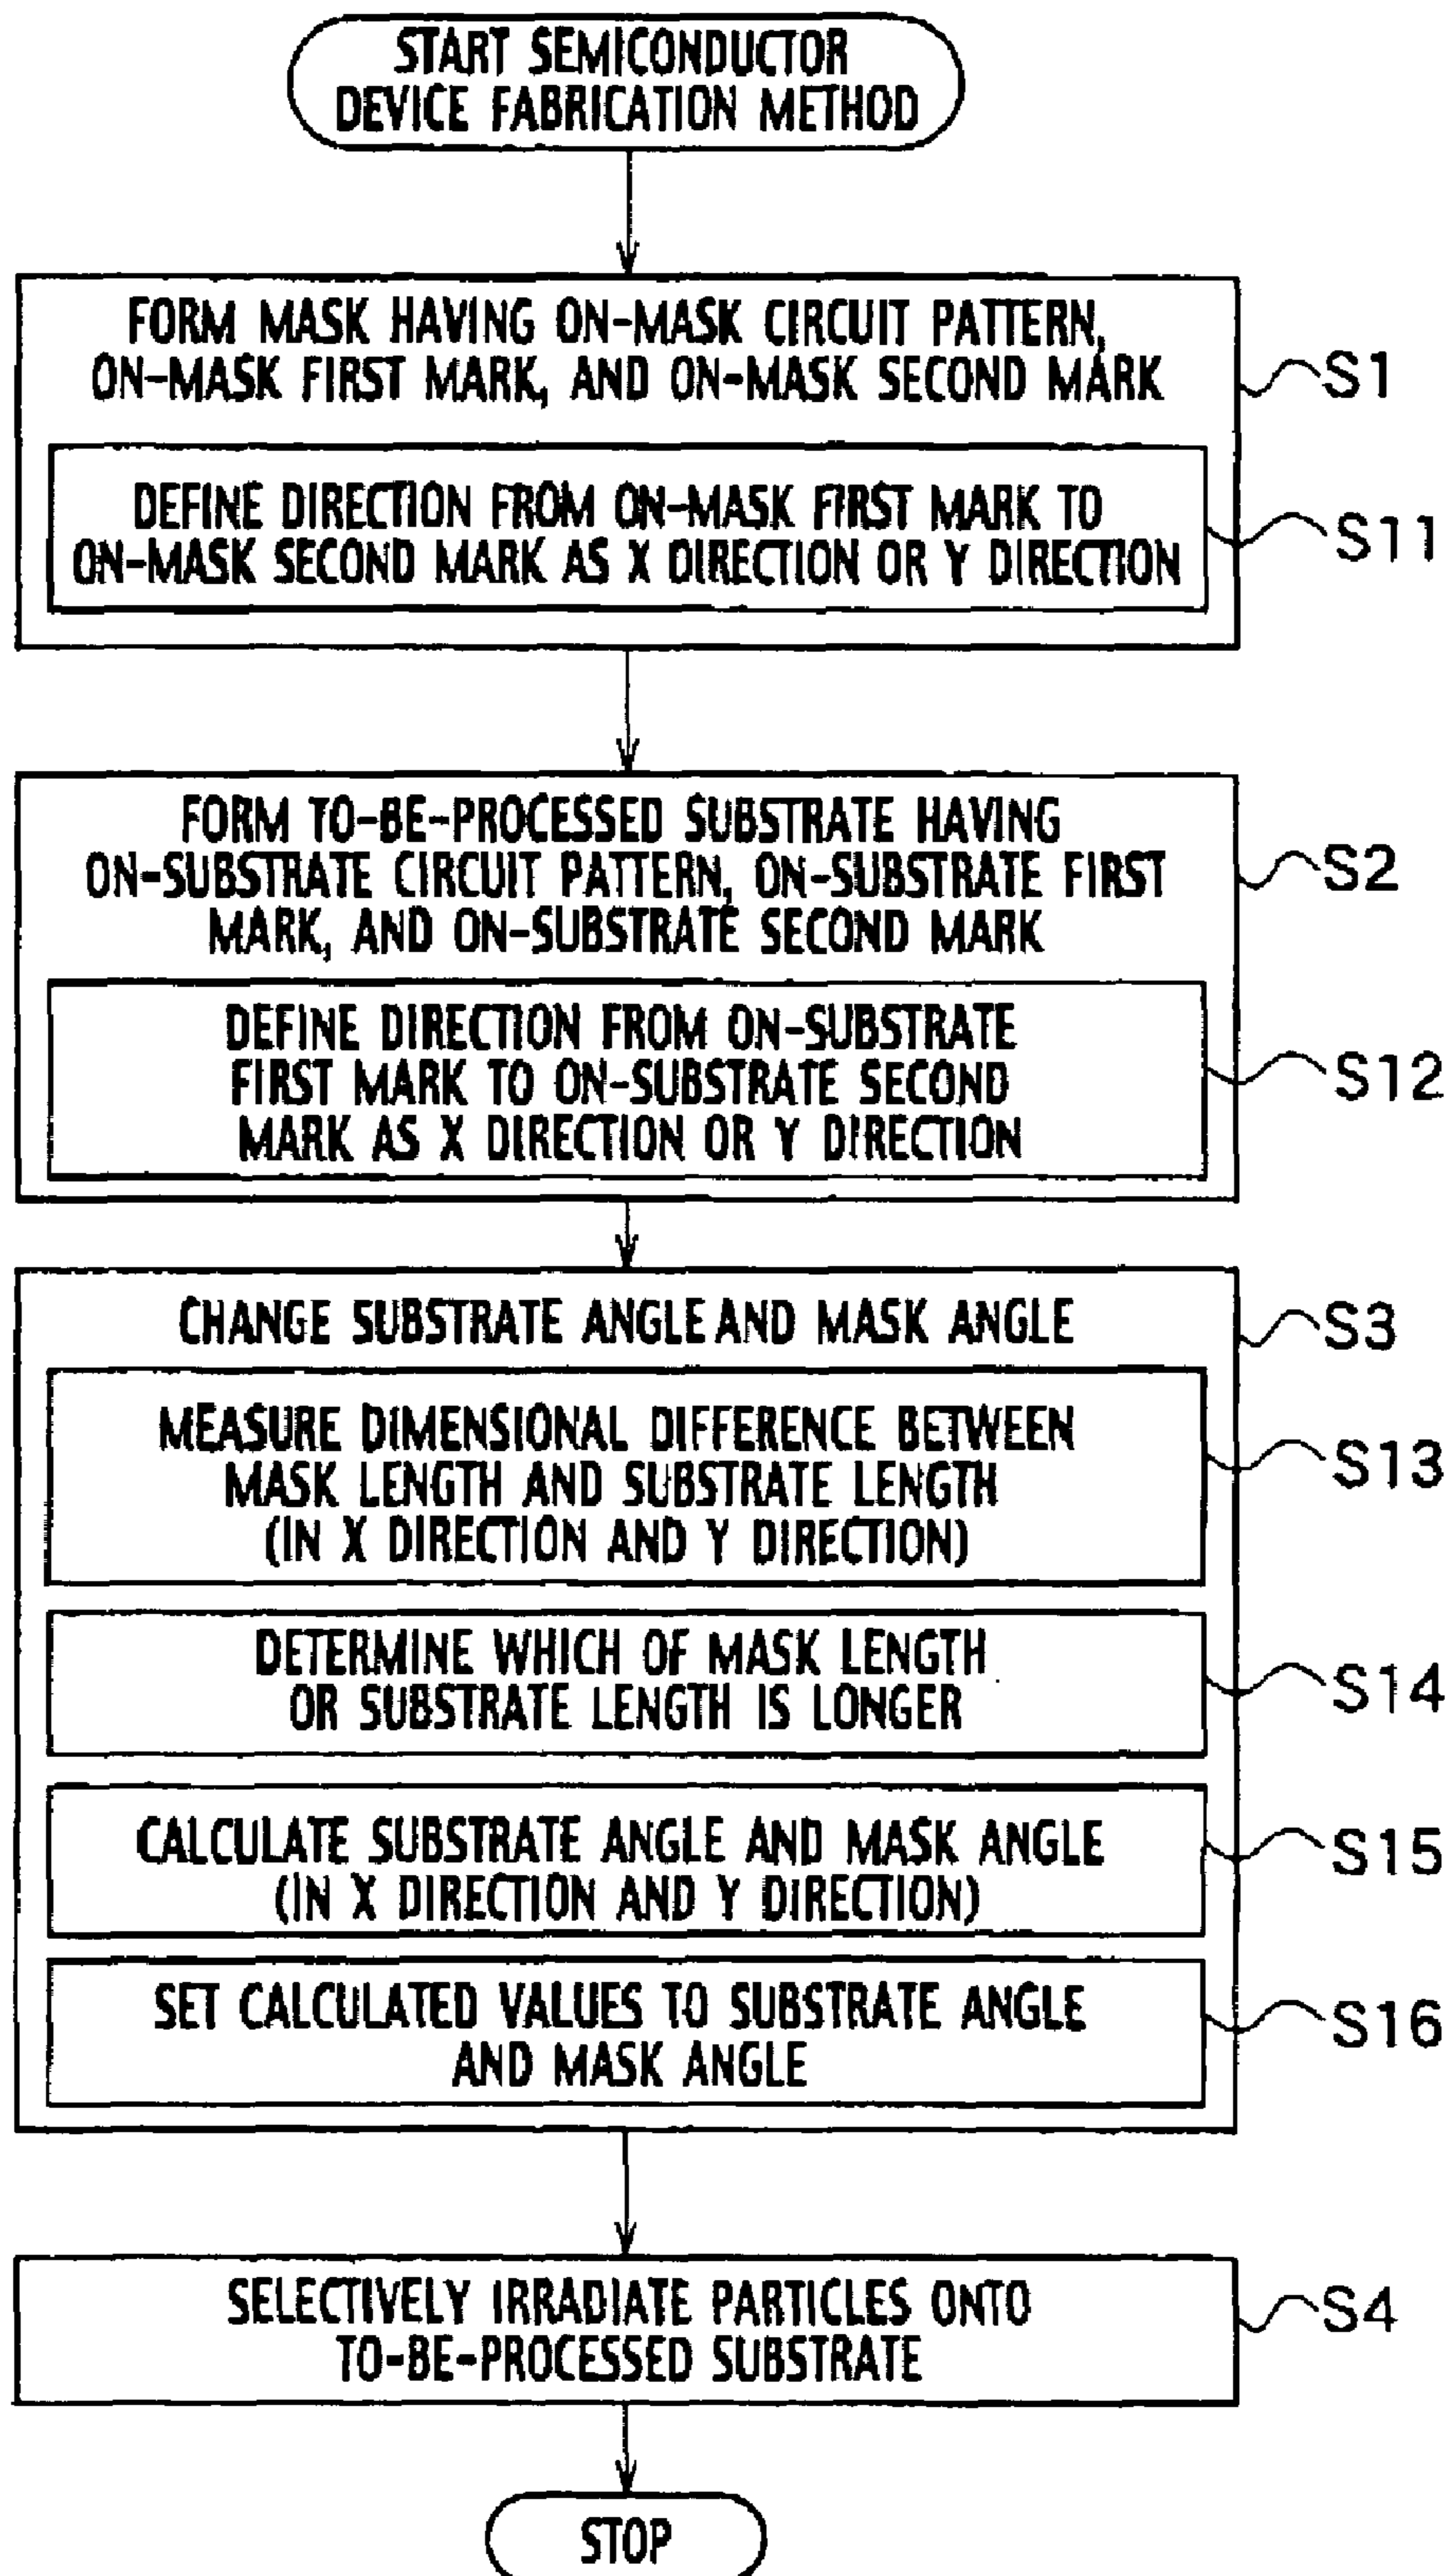 START SEMICONDUCTOR
DEVICE FABRICATION METHOD
FORM MASK HAVING ON-MASK CIRCUIT PATTERN,
ON-MASK FIRST MARK, AND ON-MASK SECOND MARK
S1
DEFINE DIRECTION FROM ON-MASK FIRST MARK TO
ON-MASK SECOND MARK AS X DIRECTION OR Y DIRECTION
S11
FORM TO-BE-PROCESSED SUBSTRATE HAVING
ON-SUBSTRATE CIRCUIT PATTERN, ON-SUBSTRATE FIRST
MARK, AND ON-SUBSTRATE SECOND MARK
S2
DEFINE DIRECTION FROM ON-SUBSTRATE
FIRST MARK TO ON-SUBSTRATE SECOND
MARK AS X DIRECTION OR Y DIRECTION
S12
CHANGE SUBSTRATE ANGLE AND MASK ANGLE
S3
MEASURE DIMENSIONAL DIFFERENCE BETWEEN
MASK LENGTH AND SUBSTRATE LENGTH
(IN X DIRECTION AND Y DIRECTION)
S13
DETERMINE WHICH OF MASK LENGTH
OR SUBSTRATE LENGTH IS LONGER
S14
CALCULATE SUBSTRATE ANGLE AND MASK ANGLE
(IN X DIRECTION AND Y DIRECTION)
S15
SET CALCULATED VALUES TO SUBSTRATE ANGLE
AND MASK ANGLE
S16
SELECTIVELY IRRADIATE PARTICLES ONTO
TO-BE-PROCESSED SUBSTRATE
S4
STOP